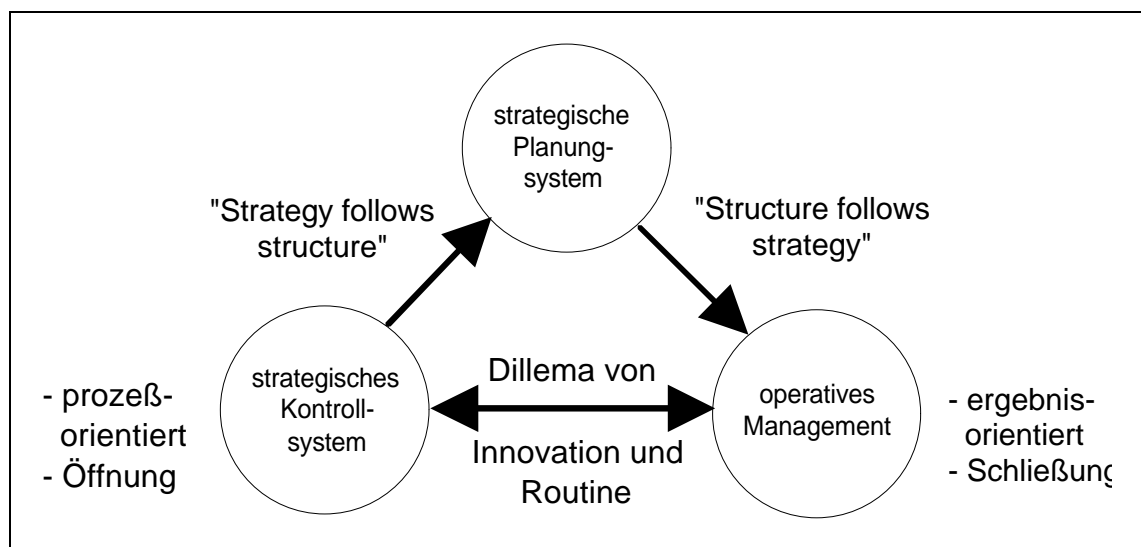 strategische
Planung-
system
"Strategy follows
structure"
"Structure follows
strategy"
strategisches
Kontroll-
system
- prozeß-
orientiert
- Öffnung
Dillema von
Innovation und
Routine
operatives
Management
- ergebnis-
orientiert
- Schließung